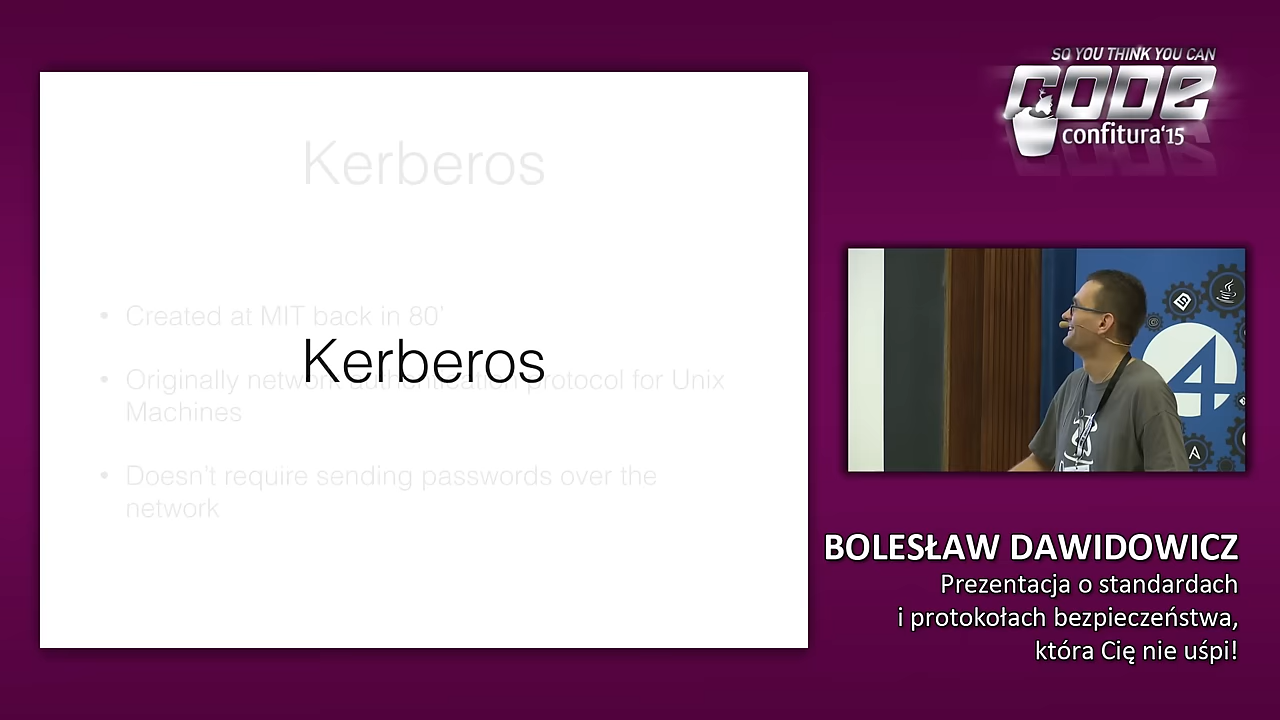 SO YOU THINK YOU CAN
CODE
confitura'15
Kerberos
• Created at MIT back in 80'
Kerberos
• Originally network authentication protocol for Unix
Machines
• Doesn't require sending passwords over the
network
4
A
BOLESŁAW DAWIDOWICZ
Prezentacja o standardach
i protokołach bezpieczeństwa,
która Cię nie uśpi!